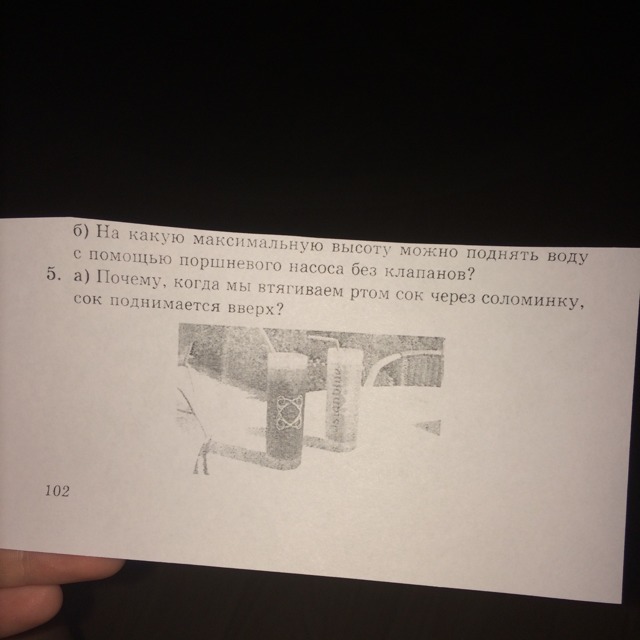 б) На какую максимальную высоту можно поднять воду
с помощью поршневого насоса без клапанов?
5. а) Почему, когда мы втягиваем ртом сок через соломинку,
сок поднимается вверх?
102